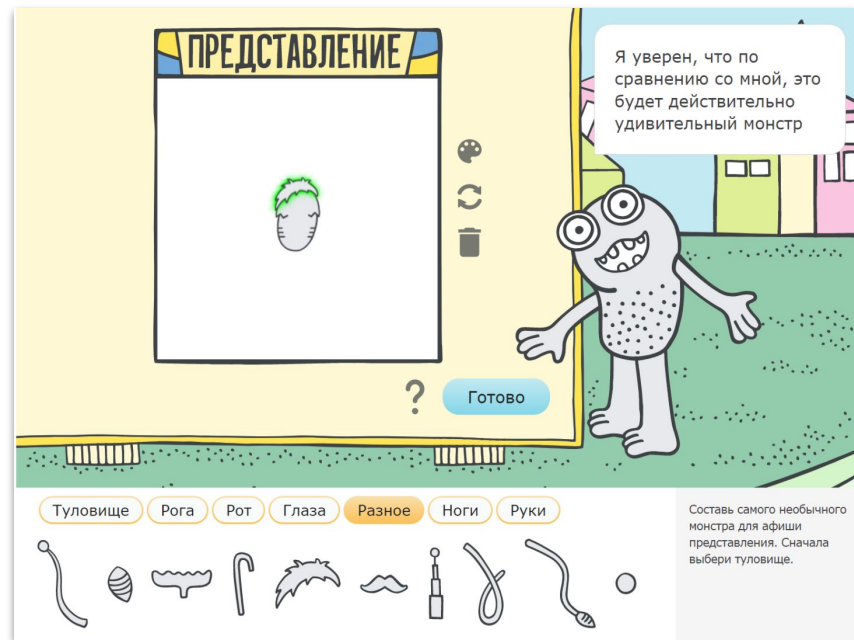 ПРЕДСТАВЛЕНИЕ
Я уверен, что по
сравнению со мной, это
будет действительно
удивительный монстр
?
Готово
Туловище Рога Рот Глаза Разное Ноги Руки
Составь самого необычного
монстра для афиши
представления. Сначала
выбери туловище.